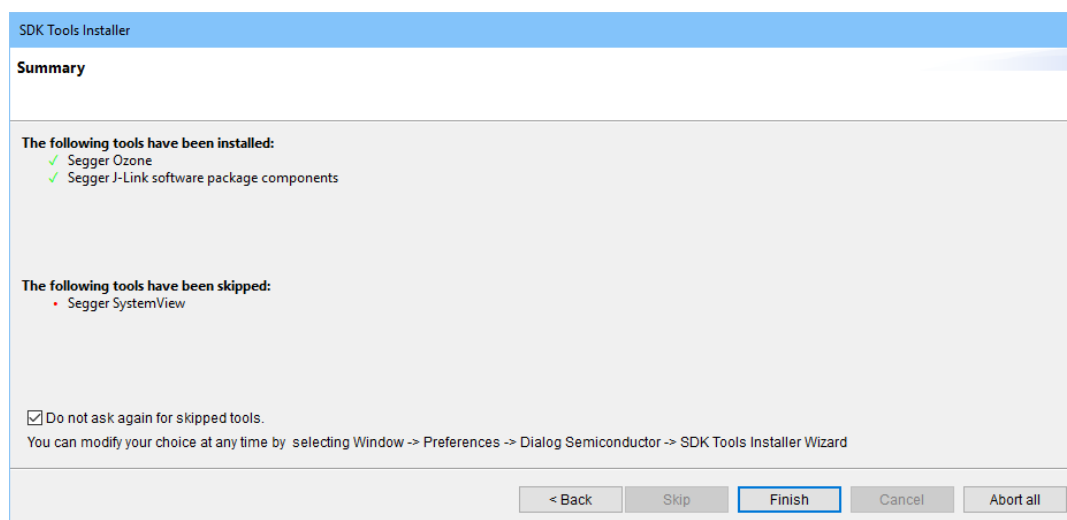 SDK Tools Installer
Summary
The following tools have been installed:
✓ Segger Ozone
✓ Segger J-Link software package components
The following tools have been skipped:
• Segger SystemView
Do not ask again for skipped tools.
You can modify your choice at any time by selecting Window -> Preferences -> Dialog Semiconductor -> SDK Tools Installer Wizard
< Back Skip Finish Cancel Abort all